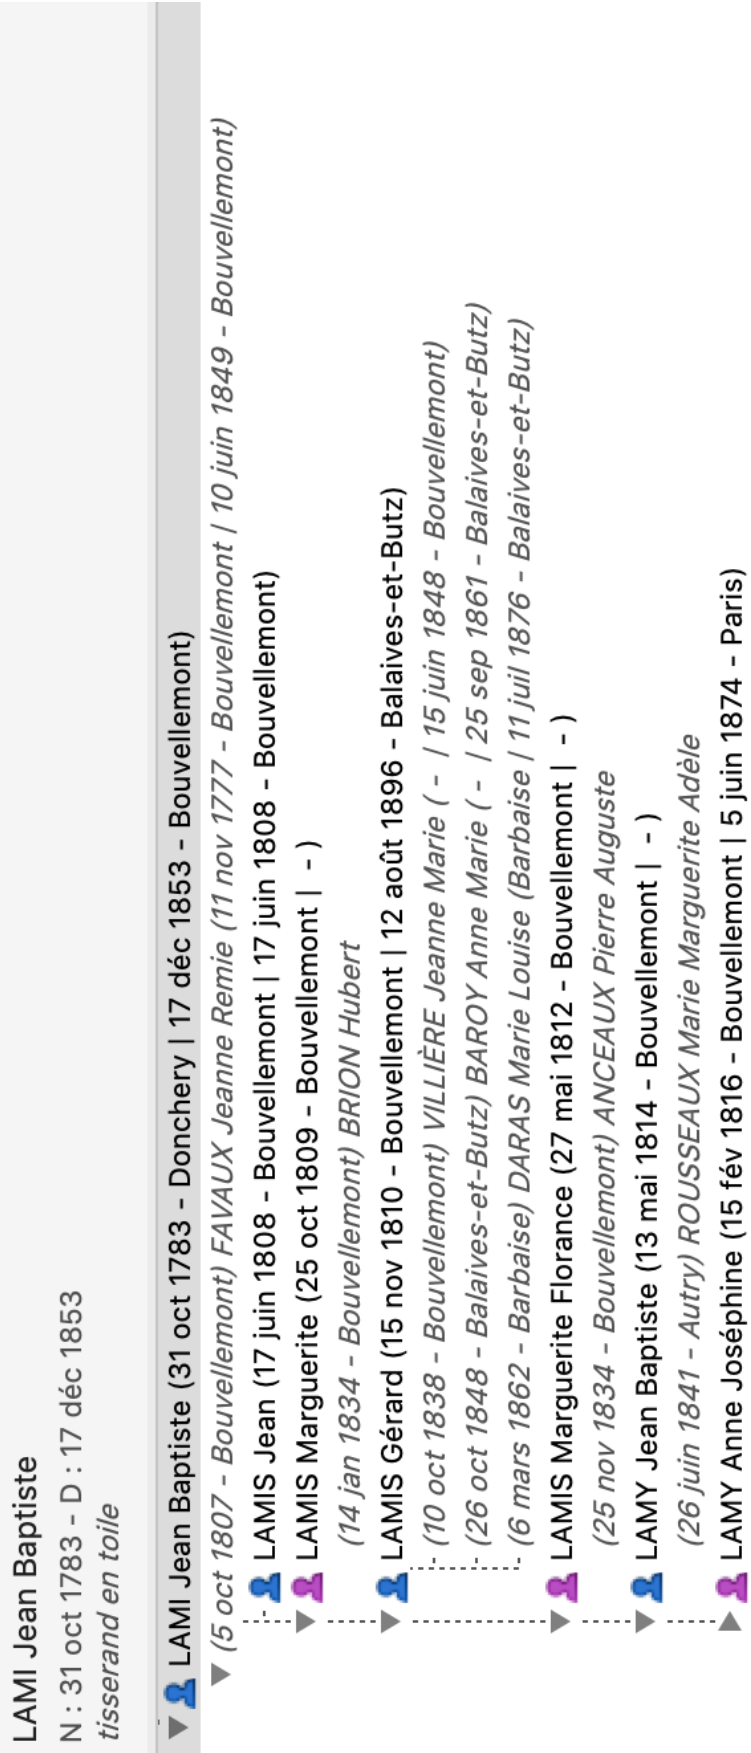 LAMI Jean Baptiste
N : 31 oct 1783 - D : 17 déc 1853
tisserand en toile
LAMI Jean Baptiste (31 oct 1783 - Donchery | 17 déc 1853 - Bouvellemont)
(5 oct 1807 - Bouvellemont) FAVAUX Jeanne Remie (11 nov 1777 - Bouvellemont | 10 juin 1849 - Bouvellemont)
LAMIS Jean (17 juin 1808 - Bouvellemont | 17 juin 1808 - Bouvellemont)
LAMIS Marguerite (25 oct 1809 - Bouvellemont | - )
(14 jan 1834 - Bouvellemont) BRION Hubert
LAMIS Gérard (15 nov 1810 - Bouvellemont | 12 août 1896 - Balaives-et-Butz)
(10 oct 1838 - Bouvellemont) VILLIÈRE Jeanne Marie ( - | 15 juin 1848 - Bouvellemont)
(26 oct 1848 - Balaives-et-Butz) BAROY Anne Marie ( - | 25 sep 1861 - Balaives-et-Butz)
(6 mars 1862 - Barbaise) DARAS Marie Louise (Barbaise | 11 juil 1876 - Balaives-et-Butz)
LAMIS Marguerite Florance (27 mai 1812 - Bouvellemont | - )
(25 nov 1834 - Bouvellemont) ANCEAUX Pierre Auguste
LAMY Jean Baptiste (13 mai 1814 - Bouvellemont | - )
(26 juin 1841 - Autry) ROUSSEAUX Marie Marguerite Adèle
LAMY Anne Joséphine (15 fév 1816 - Bouvellemont | 5 juin 1874 - Paris)